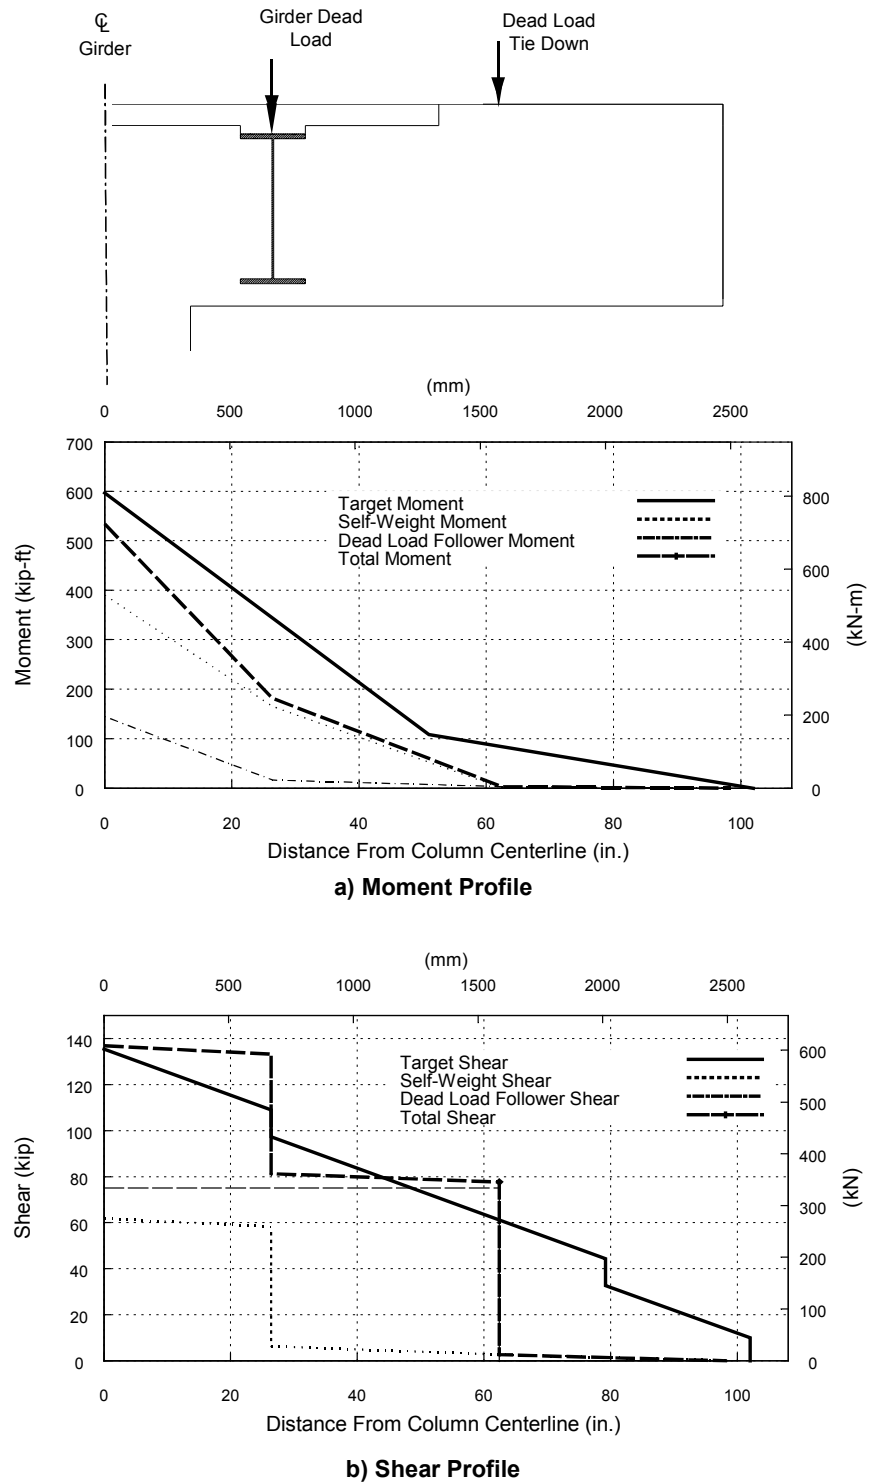 ℄
Girder
Girder Dead
Load
Dead Load
Tie Down
(mm)
0 500 1000 1500 2000 2500
700
600
500
400
300
200
100
0
Moment (kip-ft)
Target Moment
Self-Weight Moment
Dead Load Follower Moment
Total Moment
800
600
400
200
0
(kN-m)
0 20 40 60 80 100
Distance From Column Centerline (in.)
a) Moment Profile
(mm)
0 500 1000 1500 2000 2500
140
120
100
80
60
40
20
0
Shear (kip)
Target Shear
Self-Weight Shear
Dead Load Follower Shear
Total Shear
600
500
400
300
200
100
0
(kN)
0 20 40 60 80 100
Distance From Column Centerline (in.)
b) Shear Profile